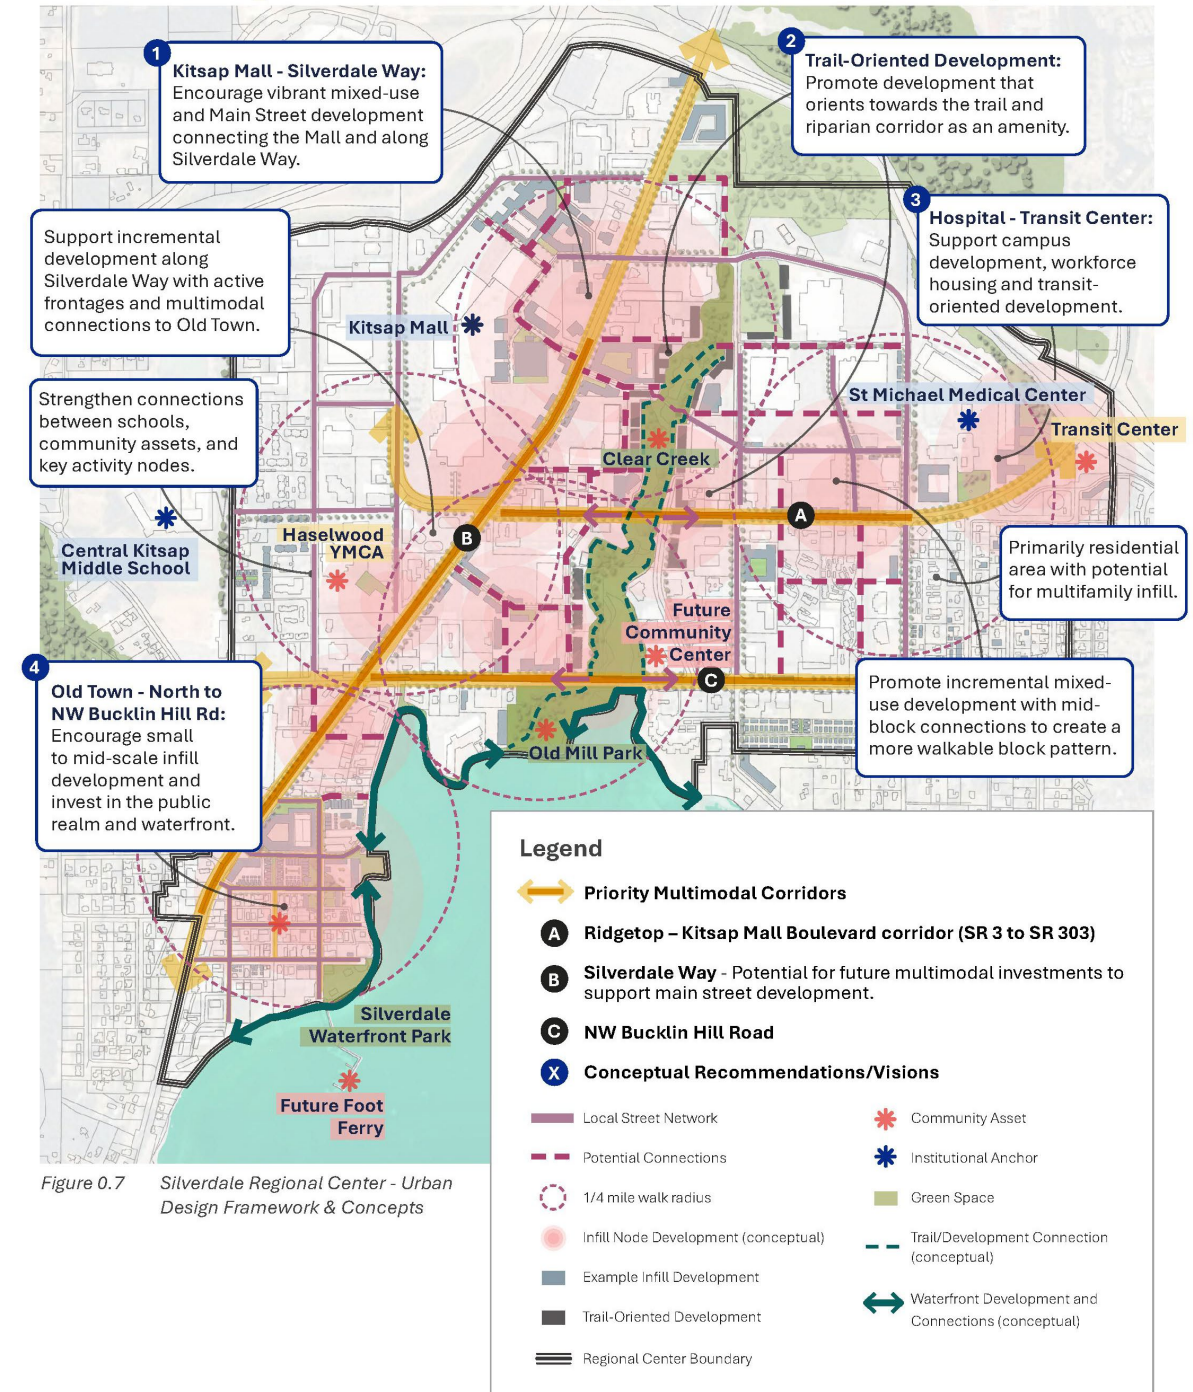 1
Kitsap Mall - Silverdale Way:
Encourage vibrant mixed-use
and Main Street development
connecting the Mall and along
Silverdale Way.
2
Trail-Oriented Development:
Promote development that
orients towards the trail and
riparian corridor as an amenity.
3
Hospital - Transit Center:
Support campus
development, workforce
housing and transit-
oriented development.
Support incremental
development along
Silverdale Way with active
frontages and multimodal
connections to Old Town.
Kitsap Mall
Strengthen connections
between schools,
community assets, and
key activity nodes.
St Michael Medical Center
Transit Center
Clear Creek
A
B
Haselwood
YMCA
Central Kitsap
Middle School
Primarily residential
area with potential
for multifamily infill.
Future
Community
Center
C
4
Old Town - North to
NW Bucklin Hill Rd:
Encourage small
to mid-scale infill
development and
invest in the public
realm and waterfront.
Promote incremental mixed-
use development with mid-
block connections to create a
more walkable block pattern.
Old Mill Park
Silverdale
Waterfront Park
Future Foot
Ferry
Figure 0.7
Silverdale Regional Center - Urban
Design Framework & Concepts
Legend
Priority Multimodal Corridors
A
Ridgetop – Kitsap Mall Boulevard corridor (SR 3 to SR 303)
B
Silverdale Way - Potential for future multimodal investments to
support main street development.
C
NW Bucklin Hill Road
X
Conceptual Recommendations/Visions
Local Street Network
Potential Connections
1/4 mile walk radius
Infill Node Development (conceptual)
Example Infill Development
Trail-Oriented Development
Regional Center Boundary
Community Asset
Institutional Anchor
Green Space
Trail/Development Connection
(conceptual)
Waterfront Development and
Connections (conceptual)